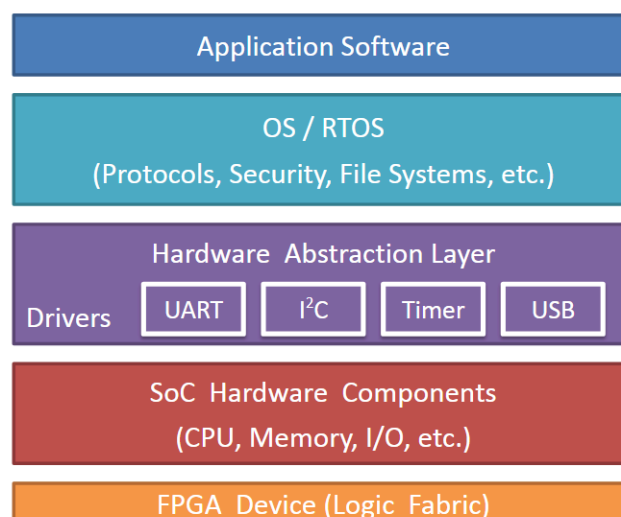 Application Software
OS / RTOS
(Protocols, Security, File Systems, etc.)
Hardware Abstraction Layer
Drivers UART I²C Timer USB
SoC Hardware Components
(CPU, Memory, I/O, etc.)
FPGA Device (Logic Fabric)